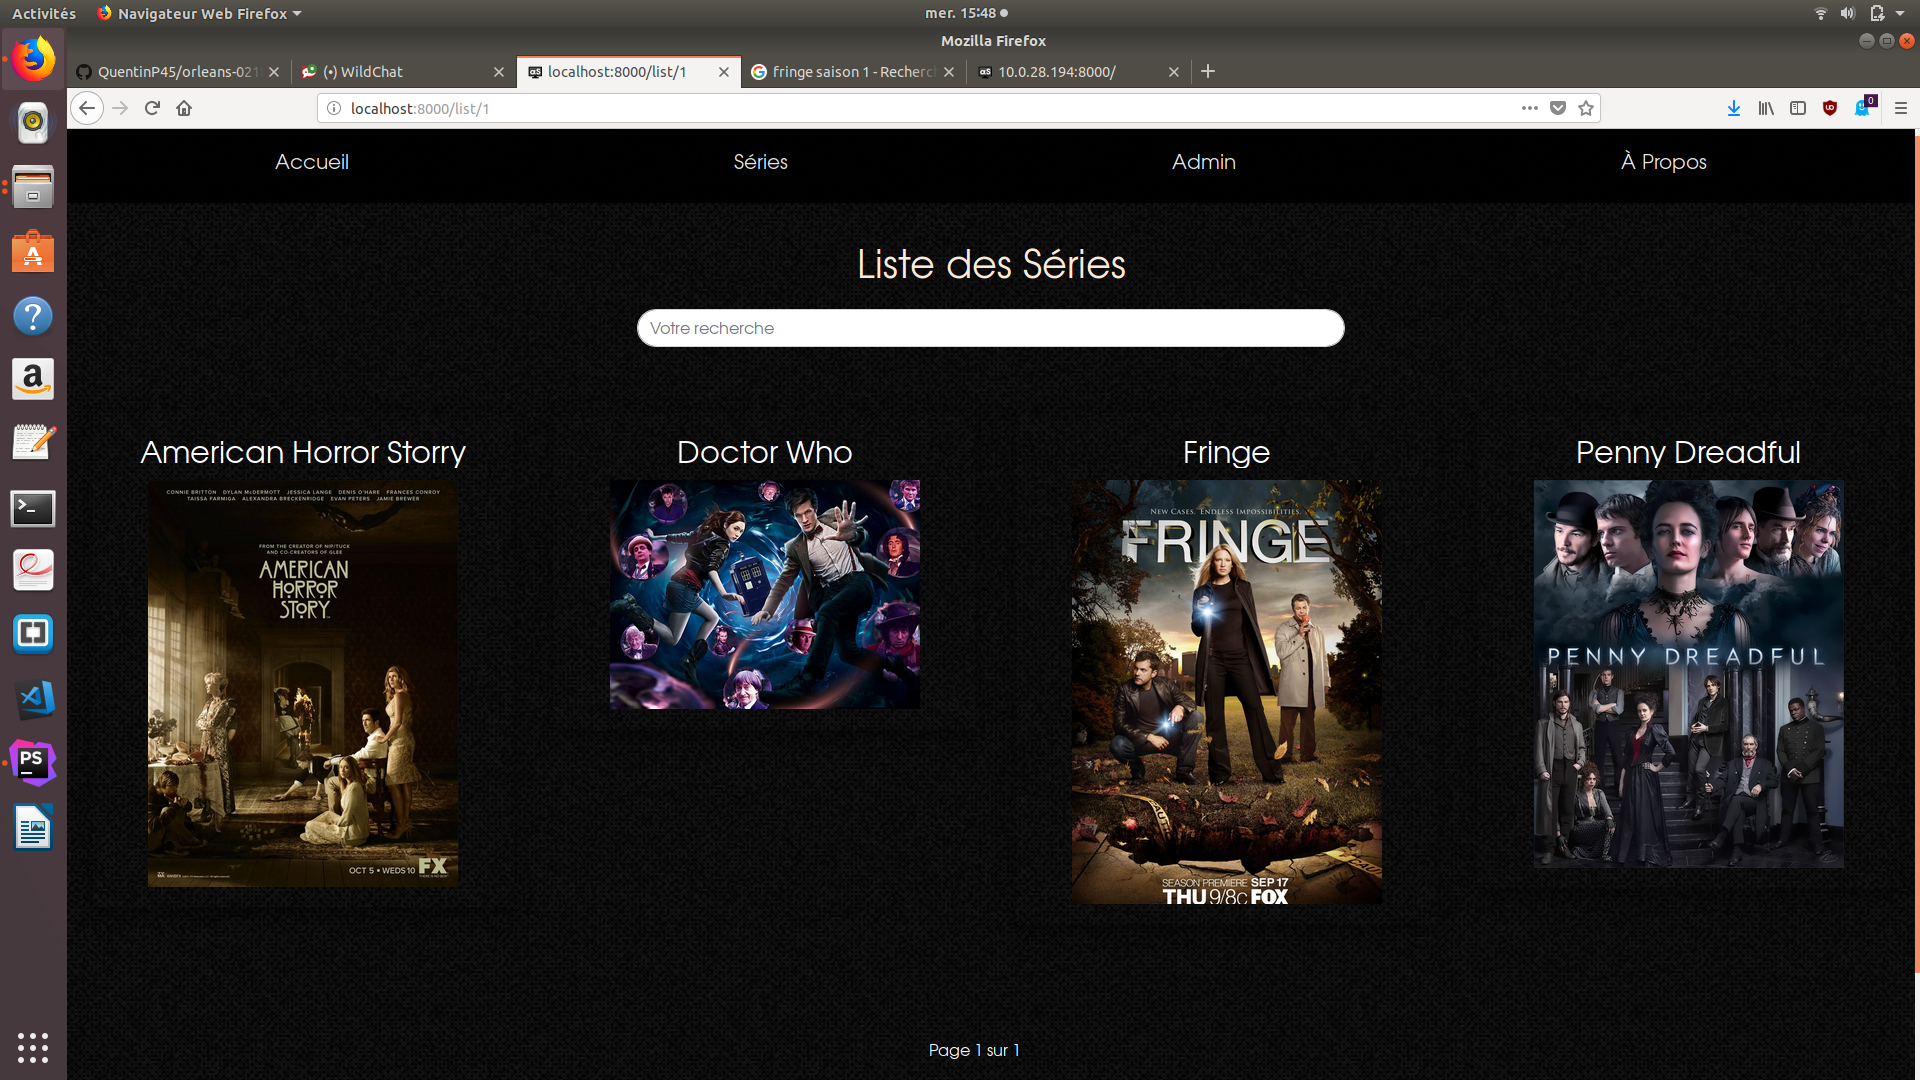 Activités Navigateur Web Firefox mer. 15:48
Mozilla Firefox
QuentinP45/orleans-021 (•) WildChat localhost:8000/list/1 fringe saison 1 - Recherc 10.0.28.194:8000/
localhost:8000/list/1
0
Accueil Séries Admin À Propos
Liste des Séries
Votre recherche
American Horror Storry Doctor Who Fringe Penny Dreadful
CONNIE BRITTON DYLAN McDERMOTT JESSICA LANGE DENIS O'HARE FRANCES CONROY
TAISSA FARMIGA ALEXANDRA BRECKENRIDGE EVAN PETERS JAMIE BREWER
FROM THE CREATOR OF NIP/TUCK
AND CO-CREATORS OF GLEE
AMERICAN
HORROR
STORY
OCT 5 • WEDS 10 FX
NEW CASES. ENDLESS IMPOSSIBILITIES.
FRINGE
SEASON PREMIERE SEP 17
THU 9/8C FOX
PENNY DREADFUL
Page 1 sur 1